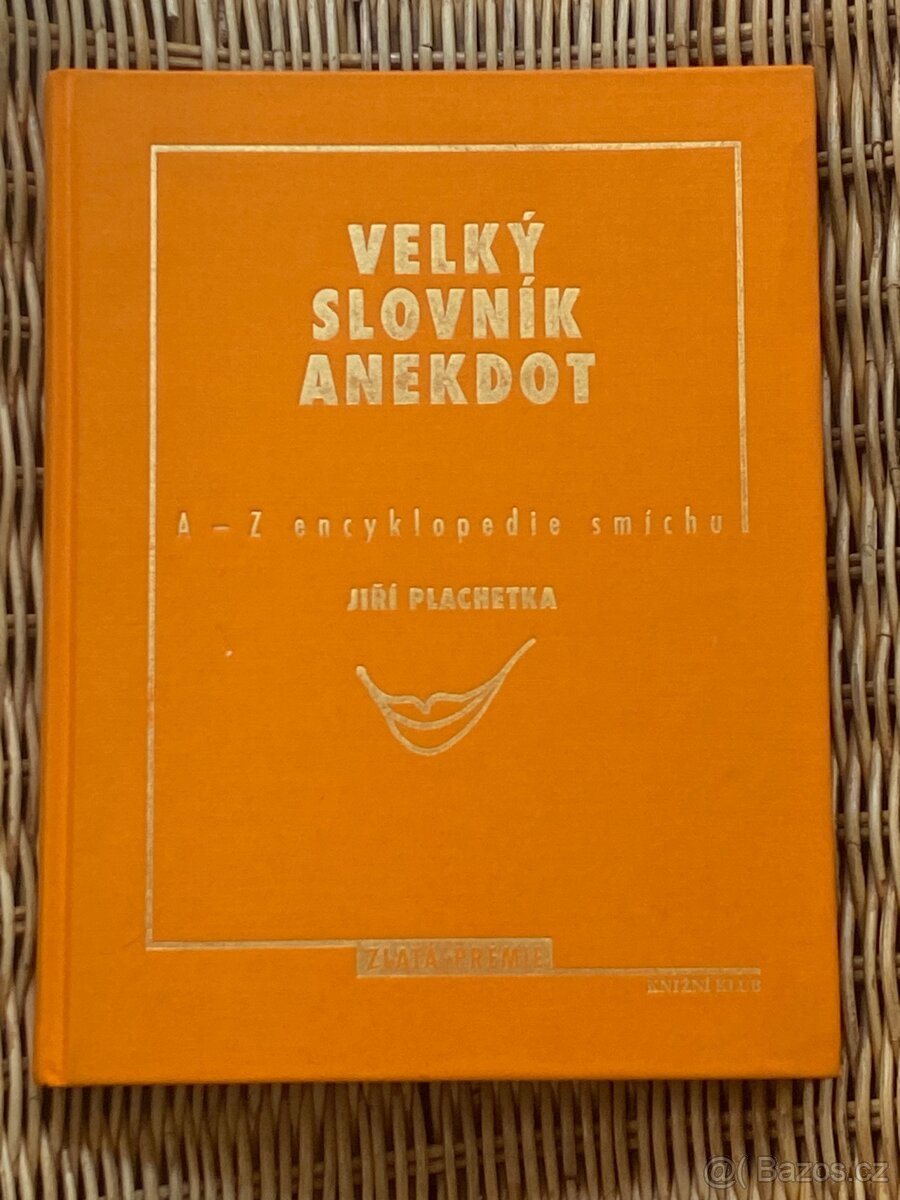 VELKÝ
SLOVNÍK
ANEKDOT
A – Z encyklopedie smíchu
JIŘÍ PLACHETKA
ZLATÁ PRÉMIE
KNIŽNÍ KLUB
@( Bazos.cz